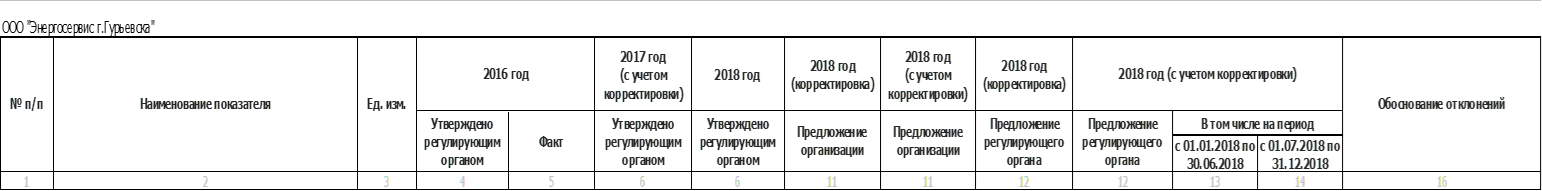 ООО "Энергосервис г.Гурьевска"
№ п/п
Наименование показателя
Ед. изм.
2016 год
2017 год
(с учетом
корректировки)
2018 год
2018 год
(корректировка)
2018 год
(с учетом
корректировки)
2018 год
(корректировка)
2018 год (с учетом корректировки)
Обоснование отклонений
Утверждено
регулирующим
органом
Факт
Утверждено
регулирующим
органом
Утверждено
регулирующим
органом
Предложение
организации
Предложение
организации
Предложение
регулирующего
органа
Предложение
регулирующего
органа
В том числе на период
с 01.01.2018 по
30.06.2018
с 01.07.2018 по
31.12.2018
1 2 3 4 5 6 6 11 11 12 12 13 14 16